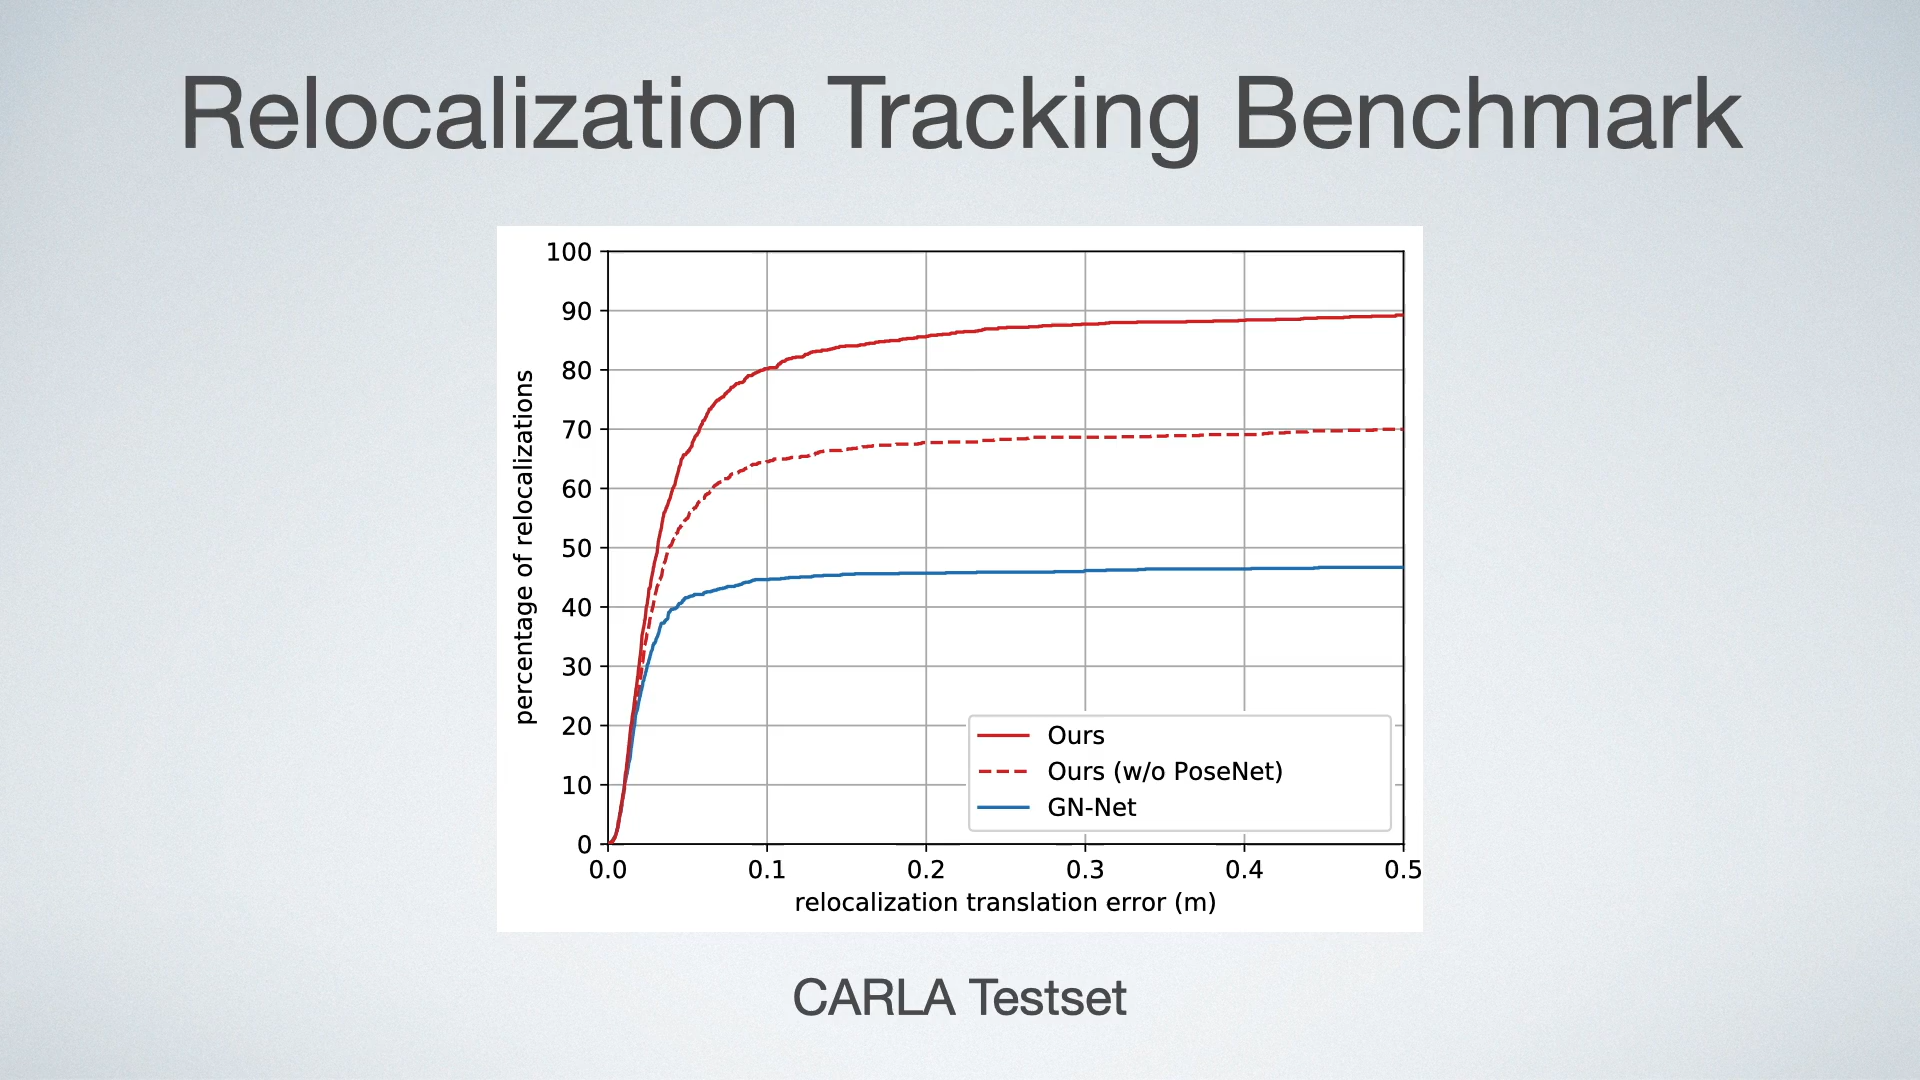 Relocalization Tracking Benchmark
100
90
80
70
60
50
40
30
20
10
0
percentage of relocalizations
Ours
Ours (w/o PoseNet)
GN-Net
0.0 0.1 0.2 0.3 0.4 0.5
relocalization translation error (m)
CARLA Testset